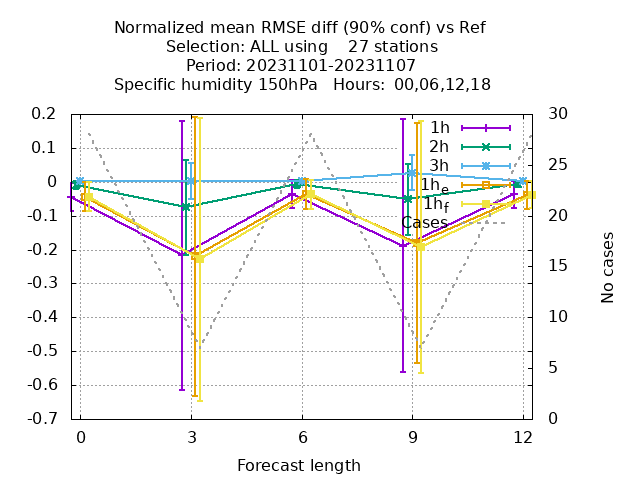 Normalized mean RMSE diff (90% conf) vs Ref
Selection: ALL using    27 stations
Period: 20231101-20231107
Specific humidity 150hPa   Hours: 00,06,12,18
0.2
0.1
0
-0.1
-0.2
-0.3
-0.4
-0.5
-0.6
-0.7
30
25
20
15
10
5
0
1h
2h
3h
1h_e
1h_f
Cases
No cases
0
3
6
9
12
Forecast length